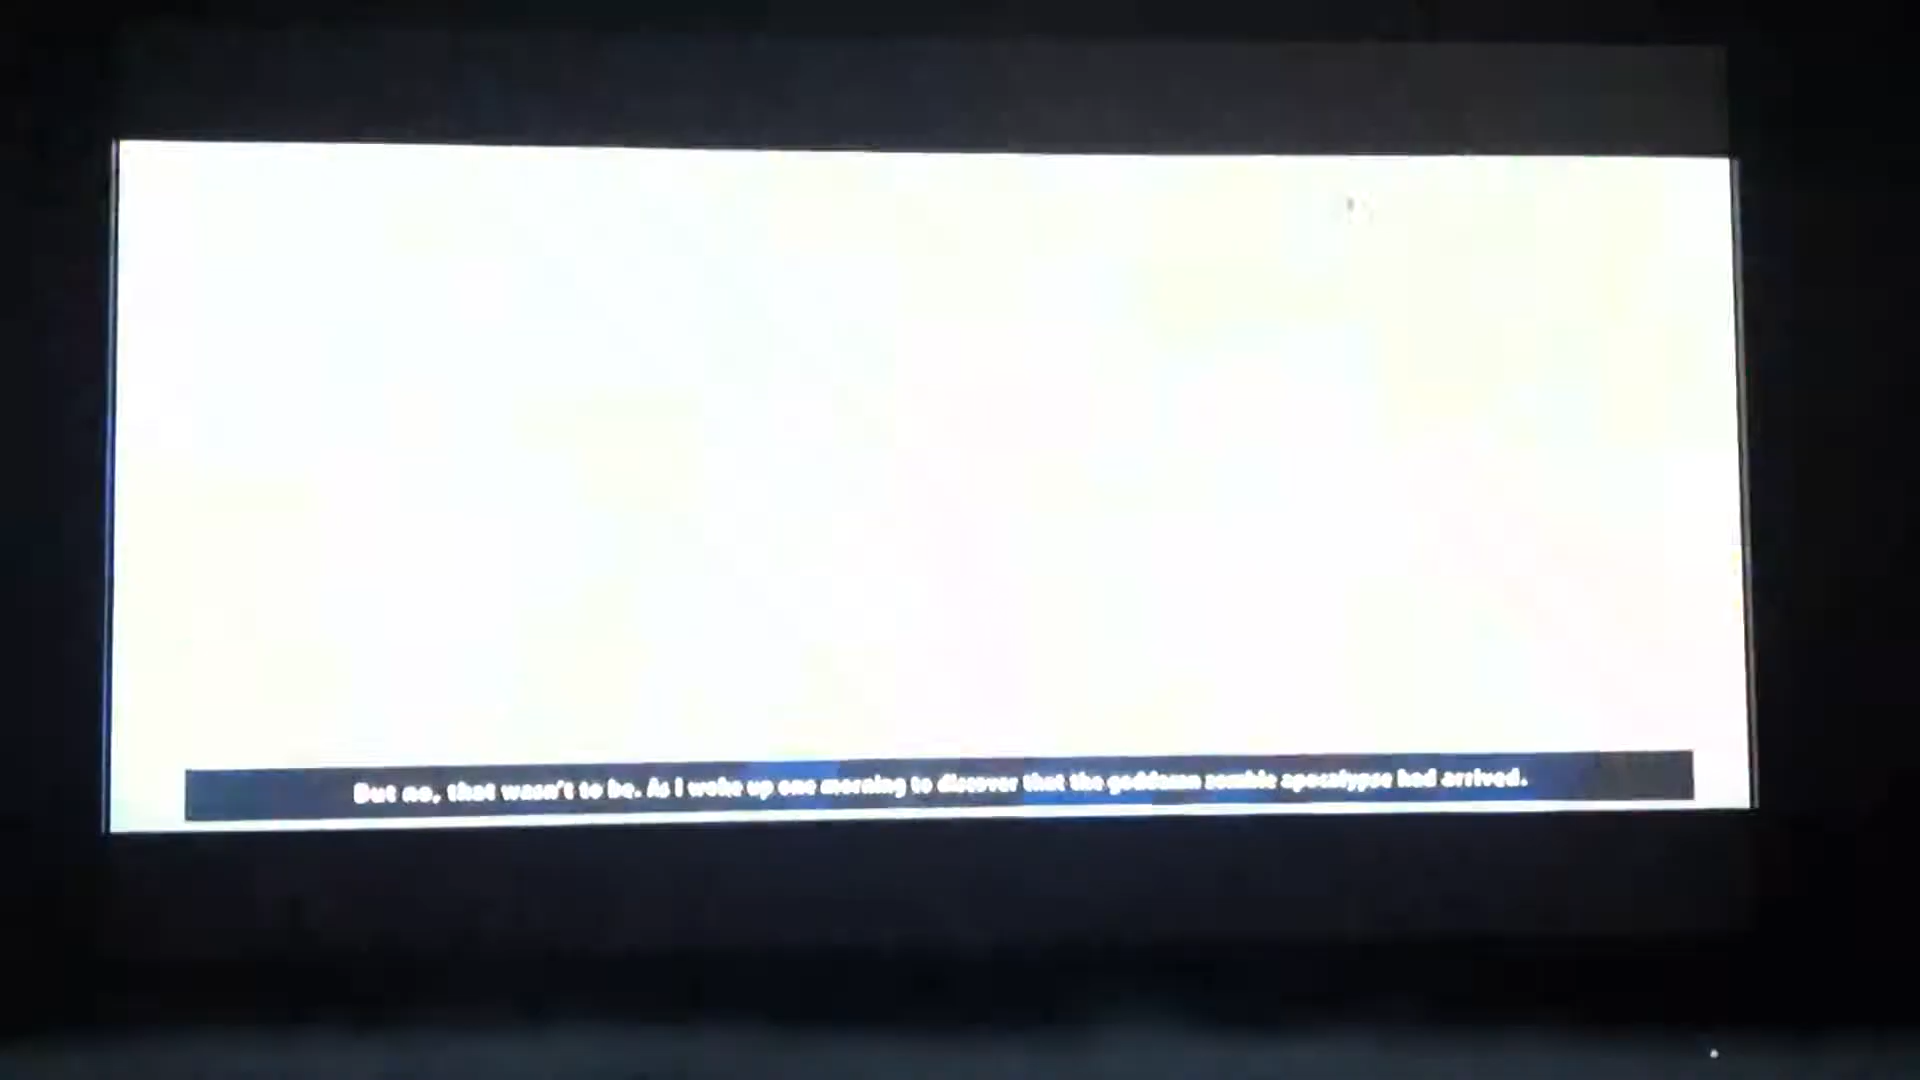 But no, that wasn't to be. As I woke up one morning to discover that the goddamn zombie apocalypse had arrived.